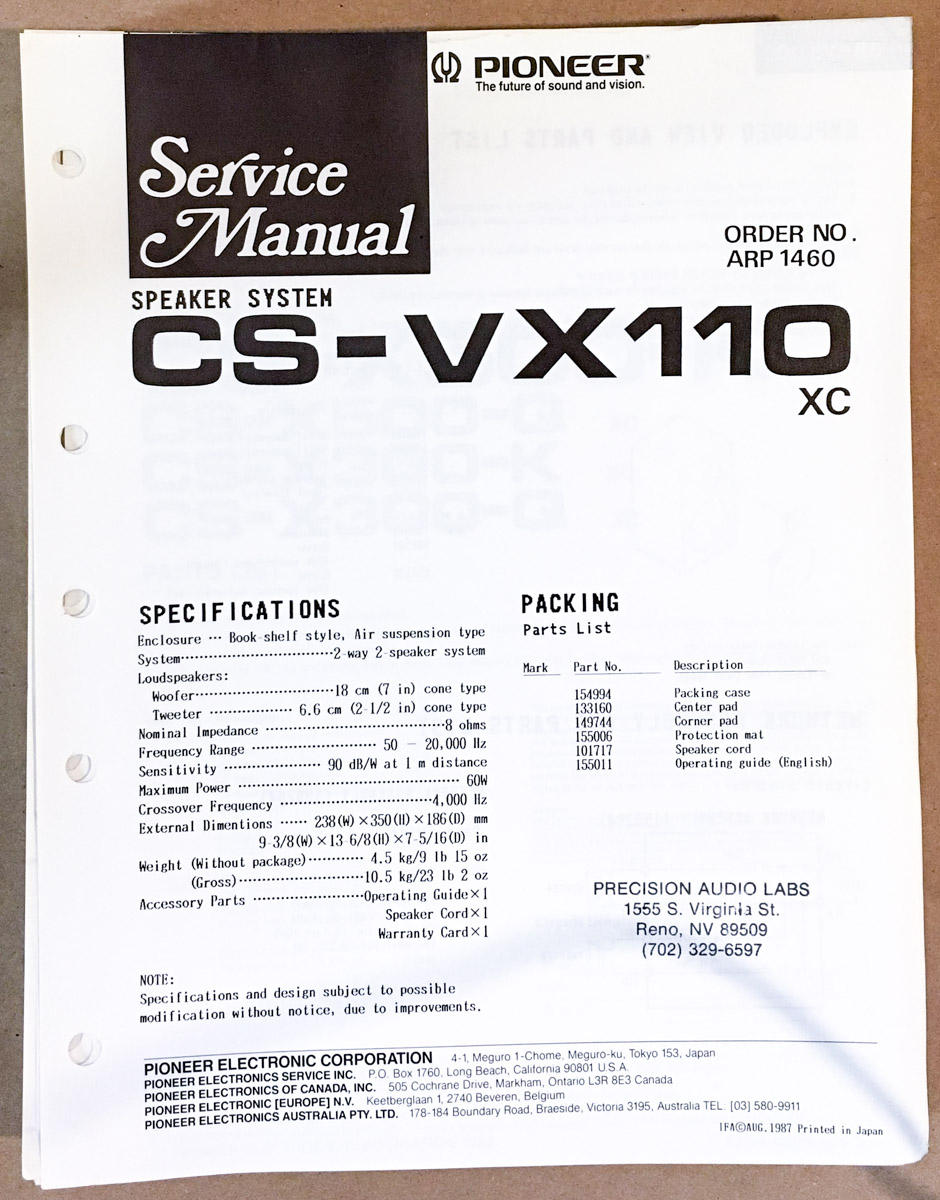 Service
Manual
PIONEER®
The future of sound and vision.
ORDER NO.
ARP 1460
SPEAKER SYSTEM
CS-VX110
XC
SPECIFICATIONS
Enclosure ··· Book-shelf style, Air suspension type
System································2-way 2-speaker system
Loudspeakers:
Woofer·····························18 cm (7 in) cone type
Tweeter ················· 6.6 cm (2-1/2 in) cone type
Nominal Impedance ······································8 ohms
Frequency Range ·························· 50 − 20,000 Hz
Sensitivity ···················· 90 dB/W at 1 m distance
Maximum Power ·············································· 60W
Crossover Frequency ································4,000 Hz
External Dimentions ······ 238(W)×350(H)×186(D) mm
9-3/8(W)×13-6/8(H)×7-5/16(D) in
Weight (Without package)············ 4.5 kg/9 lb 15 oz
(Gross)··························10.5 kg/23 lb 2 oz
Accessory Parts ·······················Operating Guide×1
Speaker Cord×1
Warranty Card×1
NOTE:
Specifications and design subject to possible
modification without notice, due to improvements.
PACKING
Parts List
Mark Part No. Description
154994 Packing case
133160 Center pad
149744 Corner pad
155006 Protection mat
101717 Speaker cord
155011 Operating guide (English)
PRECISION AUDIO LABS
1555 S. Virginia St.
Reno, NV 89509
(702) 329-6597
PIONEER ELECTRONIC CORPORATION 4-1, Meguro 1-Chome, Meguro-ku, Tokyo 153, Japan
PIONEER ELECTRONICS SERVICE INC. P.O. Box 1760, Long Beach, California 90801 U.S.A.
PIONEER ELECTRONICS OF CANADA, INC. 505 Cochrane Drive, Markham, Ontario L3R 8E3 Canada
PIONEER ELECTRONIC [EUROPE] N.V. Keetberglaan 1, 2740 Beveren, Belgium
PIONEER ELECTRONICS AUSTRALIA PTY. LTD. 178-184 Boundary Road, Braeside, Victoria 3195, Australia TEL: [03] 580-9911
IFA©AUG.1987 Printed in Japan